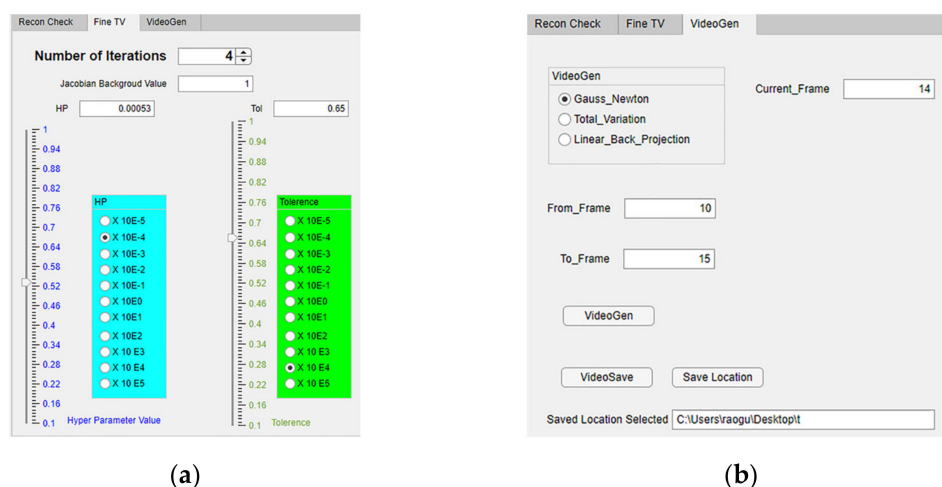 Recon Check Fine TV VideoGen
Number of Iterations 4
Jacobian Backgroud Value 1
HP 0.00053 Tol 0.65
1
0.94
0.88
0.82
0.76
0.7
0.64
0.58
0.52
0.46
0.4
0.34
0.28
0.22
0.16
0.1
HP
X 10E-5
X 10E-4
X 10E-3
X 10E-2
X 10E-1
X 10E0
X 10E1
X 10E2
X 10 E3
X 10 E4
X 10 E5
Hyper Parameter Value
1
0.94
0.88
0.82
0.76
0.7
0.64
0.58
0.52
0.46
0.4
0.34
0.28
0.22
0.16
0.1
Tolerence
X 10E-5
X 10E-4
X 10E-3
X 10E-2
X 10E-1
X 10E0
X 10E1
X 10E2
X 10 E3
X 10 E4
X 10 E5
Tolerence
(a)
Recon Check Fine TV VideoGen
VideoGen
Gauss_Newton
Total_Variation
Linear_Back_Projection
Current_Frame 14
From_Frame 10
To_Frame 15
VideoGen
VideoSave Save Location
Saved Location Selected C:\Users\raogu\Desktop\t
(b)